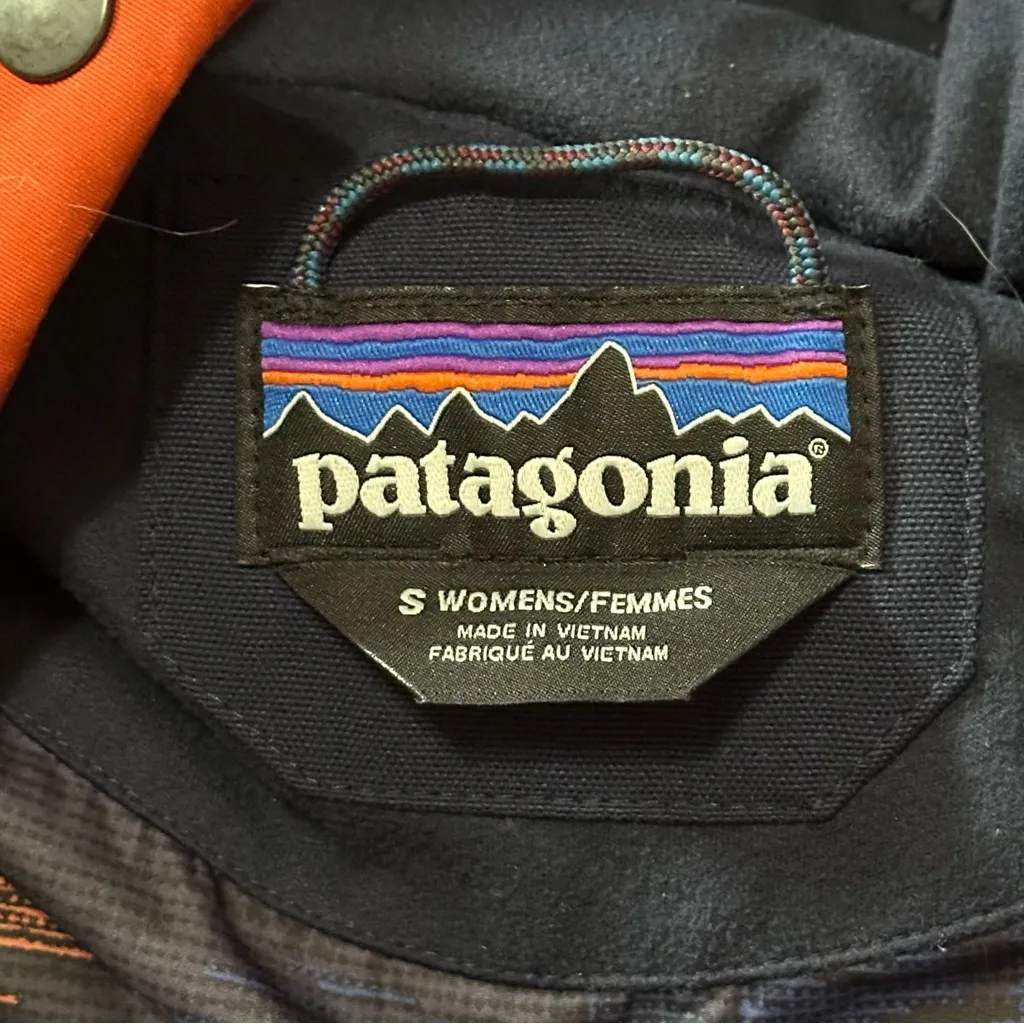 patagonia®
S WOMENS/FEMMES
MADE IN VIETNAM
FABRIQUÉ AU VIETNAM